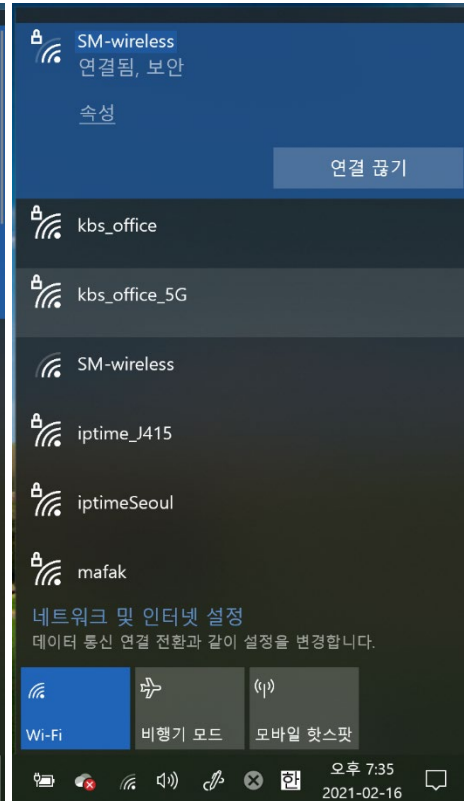 SM-wireless
연결됨, 보안
속성
연결 끊기
kbs_office
kbs_office_5G
SM-wireless
iptime_J415
iptimeSeoul
mafak
네트워크 및 인터넷 설정
데이터 통신 연결 전환과 같이 설정을 변경합니다.
Wi-Fi
비행기 모드
모바일 핫스팟
한
오후 7:35
2021-02-16